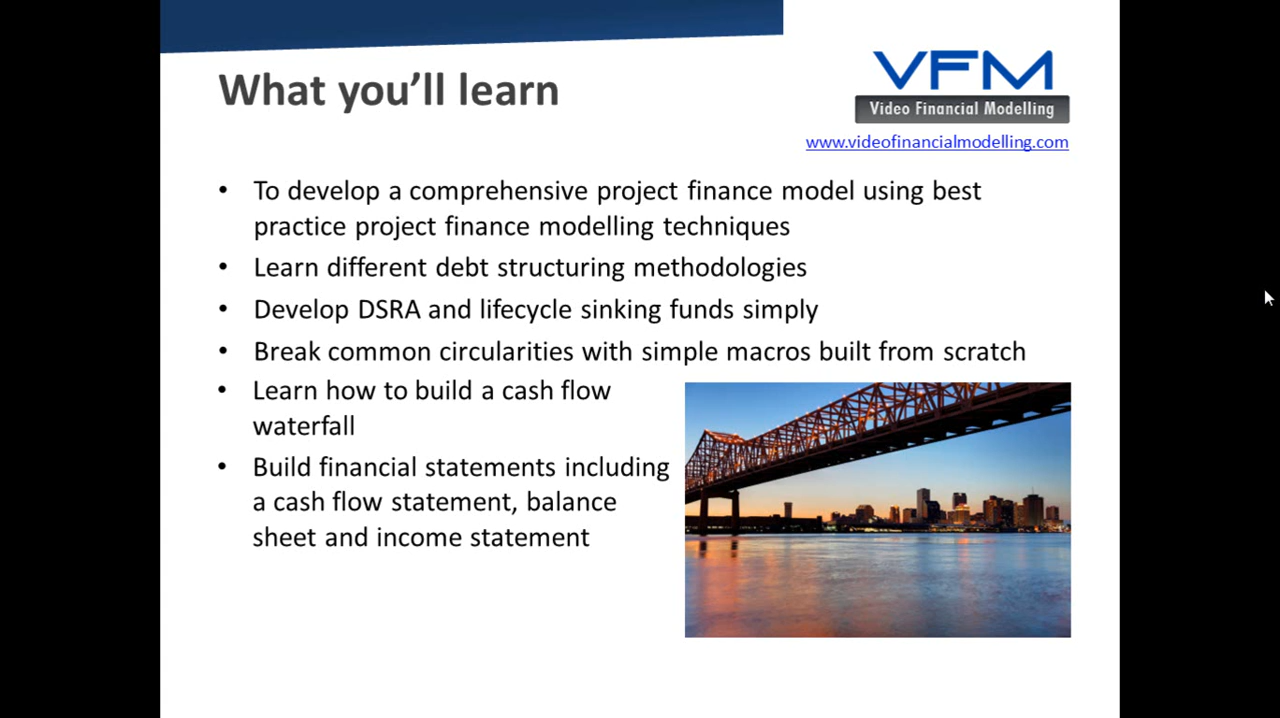 What you’ll learn
VFM
Video Financial Modelling
www.videofinancialmodelling.com
• To develop a comprehensive project finance model using best
practice project finance modelling techniques
• Learn different debt structuring methodologies
• Develop DSRA and lifecycle sinking funds simply
• Break common circularities with simple macros built from scratch
• Learn how to build a cash flow
waterfall
• Build financial statements including
a cash flow statement, balance
sheet and income statement